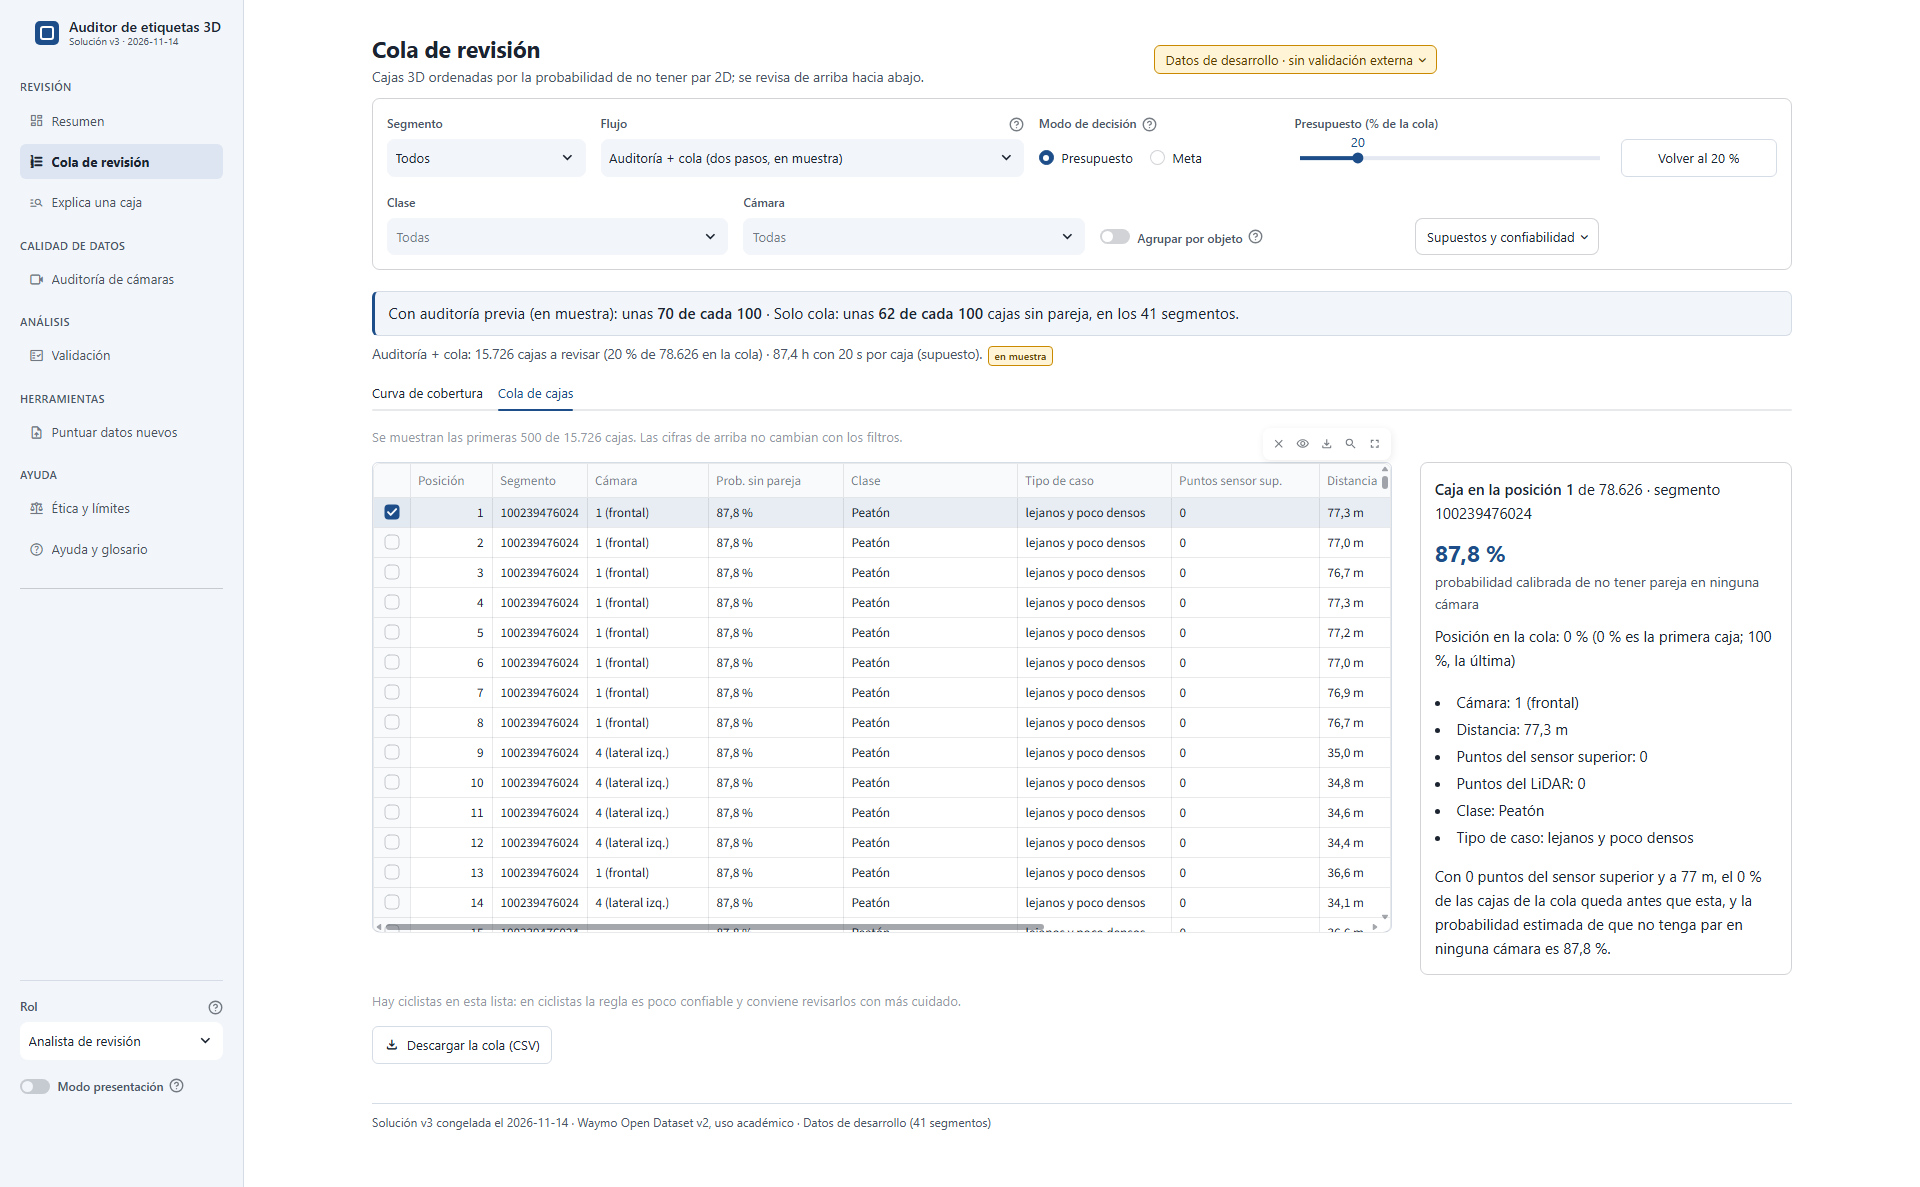 Auditor de etiquetas 3D
Solución v3 · 2026-11-14
REVISIÓN
Resumen
Cola de revisión
Explica una caja
CALIDAD DE DATOS
Auditoría de cámaras
ANÁLISIS
Validación
HERRAMIENTAS
Puntuar datos nuevos
AYUDA
Ética y límites
Ayuda y glosario
Rol
Analista de revisión
Modo presentación
Cola de revisión
Cajas 3D ordenadas por la probabilidad de no tener par 2D; se revisa de arriba hacia abajo.
Datos de desarrollo · sin validación externa
Segmento
Todos
Flujo
Auditoría + cola (dos pasos, en muestra)
Modo de decisión
Presupuesto
Meta
Presupuesto (% de la cola)
20
Volver al 20 %
Clase
Todas
Cámara
Todas
Agrupar por objeto
Supuestos y confiabilidad
Con auditoría previa (en muestra): unas 70 de cada 100 · Solo cola: unas 62 de cada 100 cajas sin pareja, en los 41 segmentos.
Auditoría + cola: 15.726 cajas a revisar (20 % de 78.626 en la cola) · 87,4 h con 20 s por caja (supuesto). en muestra
Curva de cobertura
Cola de cajas
Se muestran las primeras 500 de 15.726 cajas. Las cifras de arriba no cambian con los filtros.
Posición Segmento Cámara Prob. sin pareja Clase Tipo de caso Puntos sensor sup. Distancia
1 100239476024 1 (frontal) 87,8 % Peatón lejanos y poco densos 0 77,3 m
2 100239476024 1 (frontal) 87,8 % Peatón lejanos y poco densos 0 77,0 m
3 100239476024 1 (frontal) 87,8 % Peatón lejanos y poco densos 0 76,7 m
4 100239476024 1 (frontal) 87,8 % Peatón lejanos y poco densos 0 77,3 m
5 100239476024 1 (frontal) 87,8 % Peatón lejanos y poco densos 0 77,2 m
6 100239476024 1 (frontal) 87,8 % Peatón lejanos y poco densos 0 77,0 m
7 100239476024 1 (frontal) 87,8 % Peatón lejanos y poco densos 0 76,9 m
8 100239476024 1 (frontal) 87,8 % Peatón lejanos y poco densos 0 76,7 m
9 100239476024 4 (lateral izq.) 87,8 % Peatón lejanos y poco densos 0 35,0 m
10 100239476024 4 (lateral izq.) 87,8 % Peatón lejanos y poco densos 0 34,8 m
11 100239476024 4 (lateral izq.) 87,8 % Peatón lejanos y poco densos 0 34,6 m
12 100239476024 4 (lateral izq.) 87,8 % Peatón lejanos y poco densos 0 34,4 m
13 100239476024 1 (frontal) 87,8 % Peatón lejanos y poco densos 0 36,6 m
14 100239476024 4 (lateral izq.) 87,8 % Peatón lejanos y poco densos 0 34,1 m
Caja en la posición 1 de 78.626 · segmento
100239476024
87,8 %
probabilidad calibrada de no tener pareja en ninguna
cámara
Posición en la cola: 0 % (0 % es la primera caja; 100
%, la última)
Cámara: 1 (frontal)
Distancia: 77,3 m
Puntos del sensor superior: 0
Puntos del LiDAR: 0
Clase: Peatón
Tipo de caso: lejanos y poco densos
Con 0 puntos del sensor superior y a 77 m, el 0 %
de las cajas de la cola queda antes que esta, y la
probabilidad estimada de que no tenga par en
ninguna cámara es 87,8 %.
Hay ciclistas en esta lista: en ciclistas la regla es poco confiable y conviene revisarlos con más cuidado.
Descargar la cola (CSV)
Solución v3 congelada el 2026-11-14 · Waymo Open Dataset v2, uso académico · Datos de desarrollo (41 segmentos)